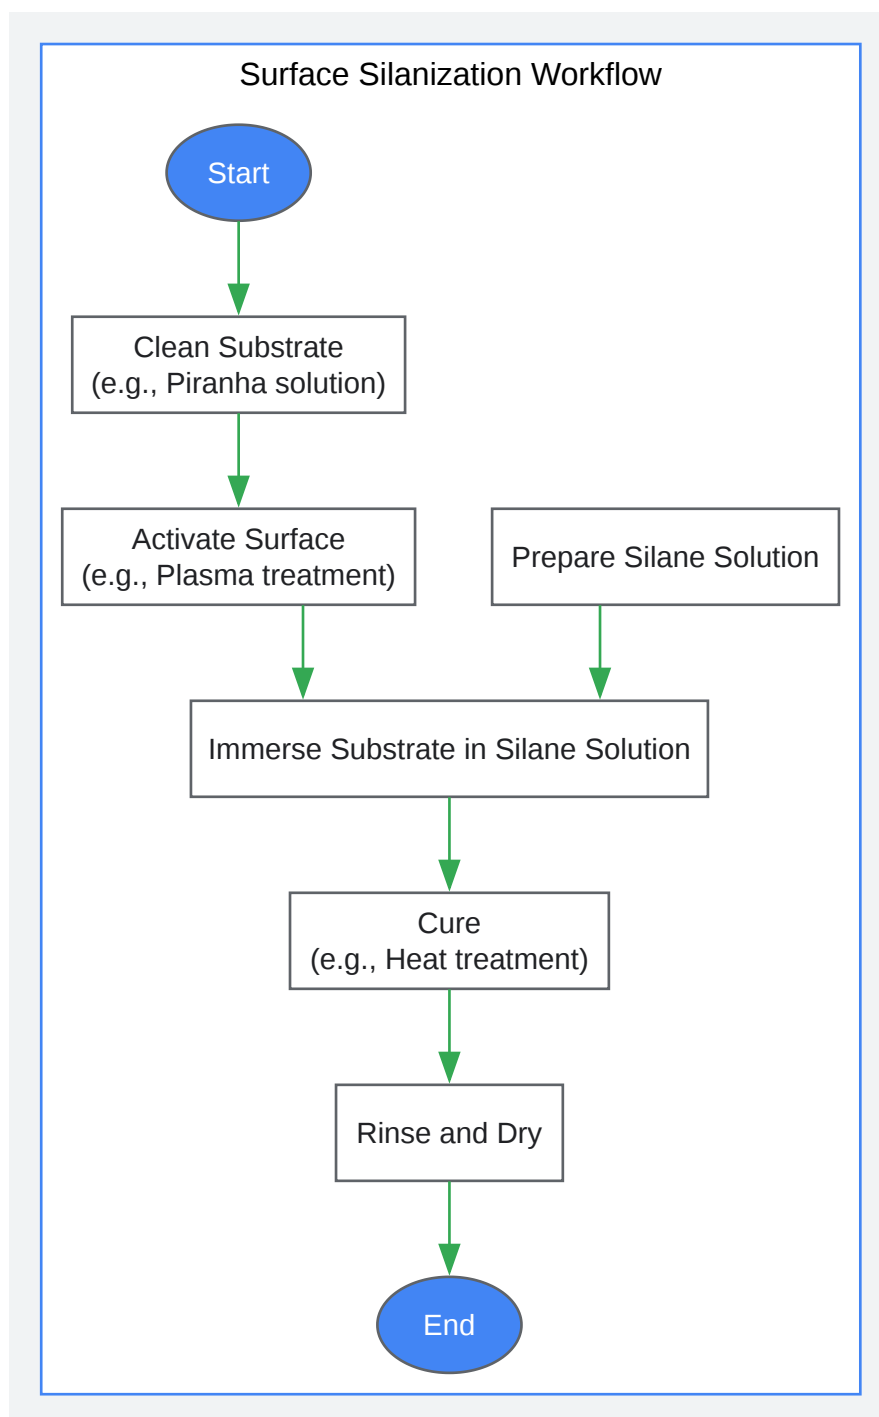 Surface Silanization Workflow
Start
Clean Substrate
(e.g., Piranha solution)
Activate Surface
(e.g., Plasma treatment)
Prepare Silane Solution
Immerse Substrate in Silane Solution
Cure
(e.g., Heat treatment)
Rinse and Dry
End